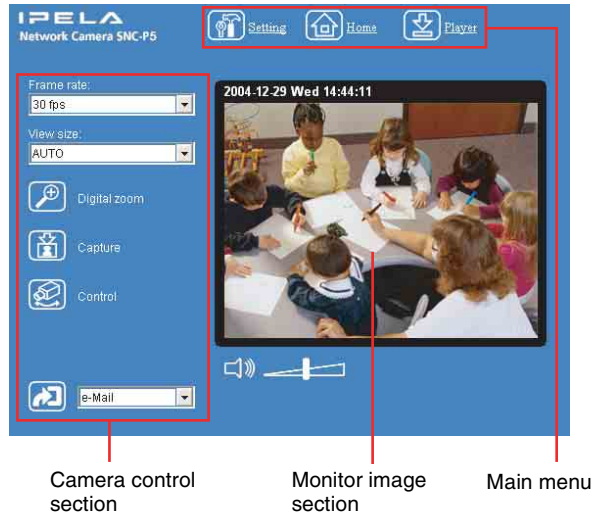 IPELA
Network Camera SNC-P5
Setting
Home
Player
Frame rate:
30 fps
View size:
AUTO
Digital zoom
Capture
Control
e-Mail
2004-12-29 Wed 14:44:11
Camera control
section
Monitor image
section
Main menu